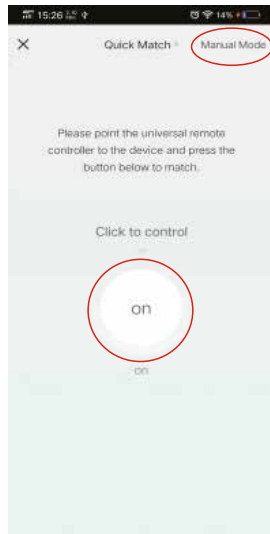 15:26 14%
Quick Match Manual Mode
Please point the universal remote
controller to the device and press the
button below to match.
Click to control
on
on